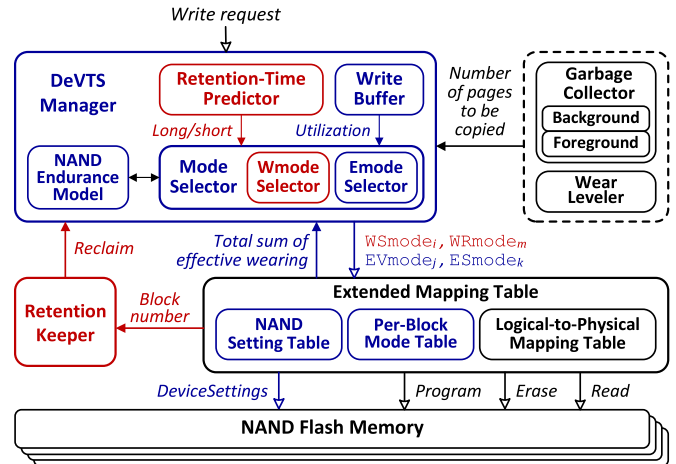 Write request
DeVTS
Manager
Retention-Time
Predictor
Write
Buffer
Long/short
Utilization
NAND
Endurance
Model
Mode
Selector
Wmode
Selector
Emode
Selector
Number
of pages
to be
copied
Garbage
Collector
Background
Foreground
Wear
Leveler
Reclaim
Total sum of
effective wearing
WSmodeᵢ, WRmodeₘ
EVmodeⱼ, ESmodeₖ
Retention
Keeper
Block
number
Extended Mapping Table
NAND
Setting Table
Per-Block
Mode Table
Logical-to-Physical
Mapping Table
DeviceSettings
Program
Erase
Read
NAND Flash Memory